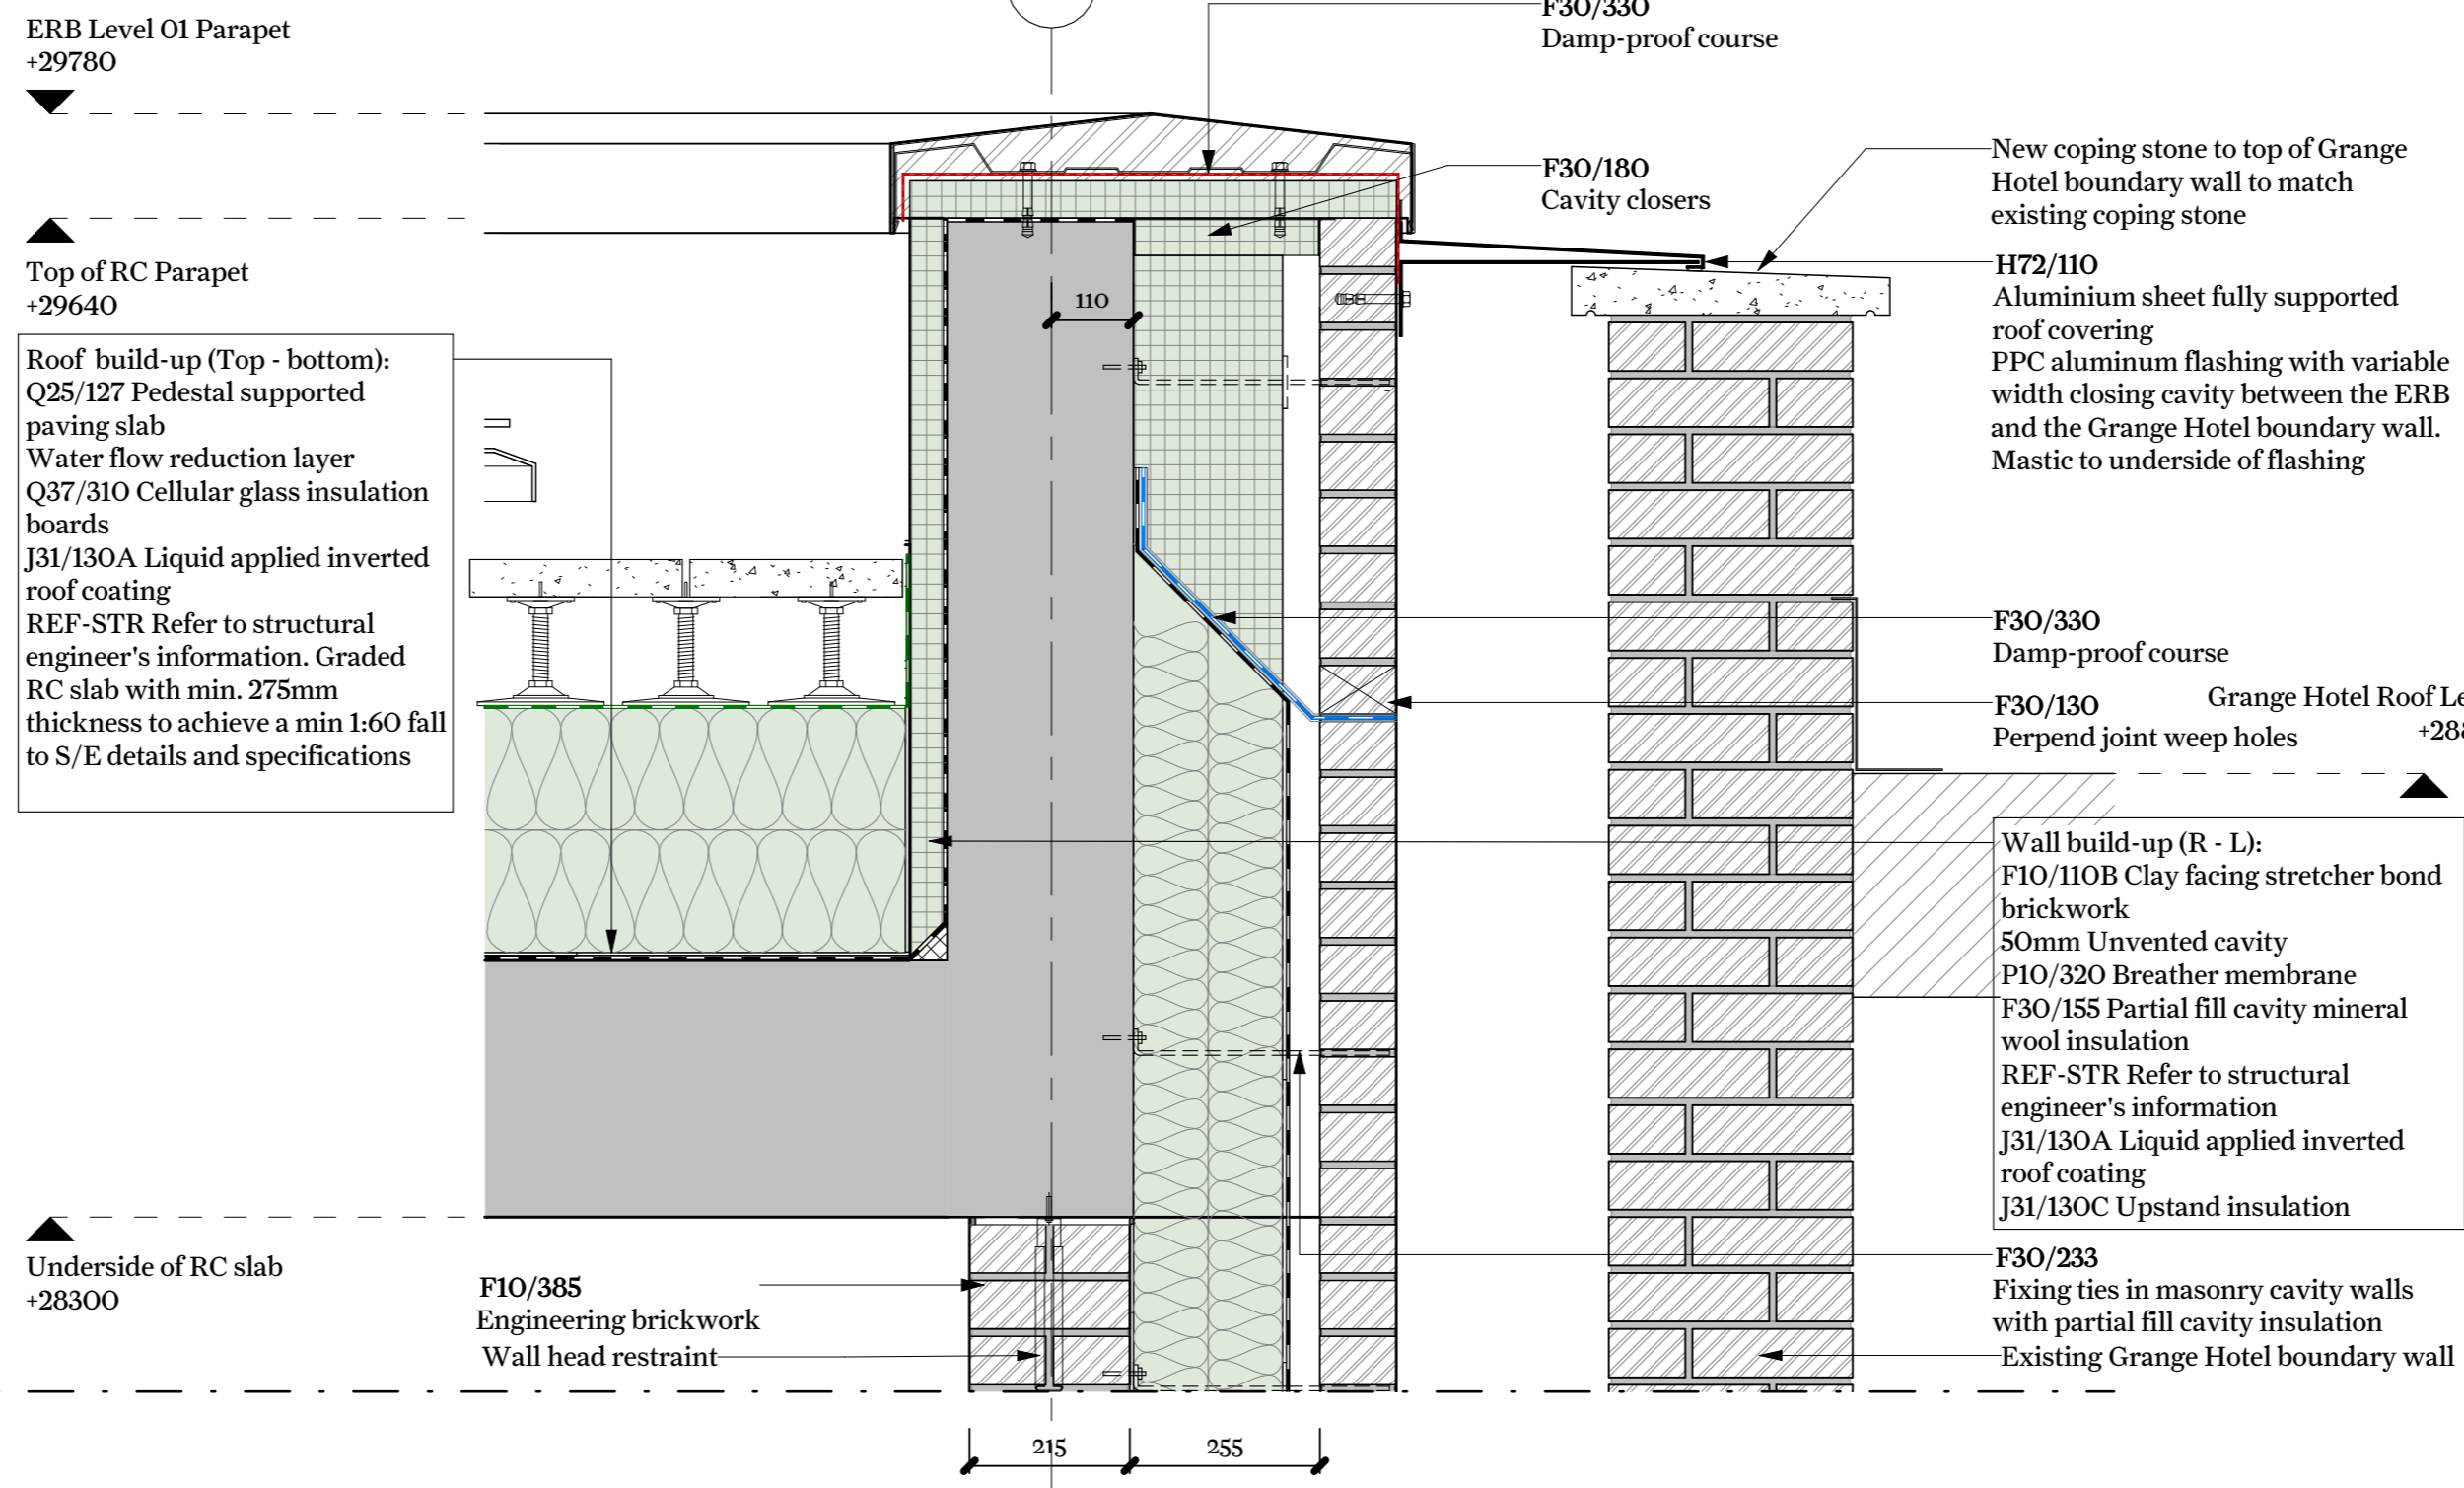 ERB Level 01 Parapet
+29780
Top of RC Parapet
+29640
Roof build-up (Top - bottom):
Q25/127 Pedestal supported
paving slab
Water flow reduction layer
Q37/310 Cellular glass insulation
boards
J31/130A Liquid applied inverted
roof coating
REF-STR Refer to structural
engineer's information. Graded
RC slab with min. 275mm
thickness to achieve a min 1:60 fall
to S/E details and specifications
Underside of RC slab
+28300
F10/385
Engineering brickwork
Wall head restraint
110
215
255
F30/330
Damp-proof course
F30/180
Cavity closers
New coping stone to top of Grange
Hotel boundary wall to match
existing coping stone
H72/110
Aluminium sheet fully supported
roof covering
PPC aluminum flashing with variable
width closing cavity between the ERB
and the Grange Hotel boundary wall.
Mastic to underside of flashing
F30/330
Damp-proof course
F30/130
Perpend joint weep holes
Grange Hotel Roof
Wall build-up (R - L):
F10/110B Clay facing stretcher bond
brickwork
50mm Unvented cavity
P10/320 Breather membrane
F30/155 Partial fill cavity mineral
wool insulation
REF-STR Refer to structural
engineer's information
J31/130A Liquid applied inverted
roof coating
J31/130C Upstand insulation
F30/233
Fixing ties in masonry cavity walls
with partial fill cavity insulation
Existing Grange Hotel boundary wall